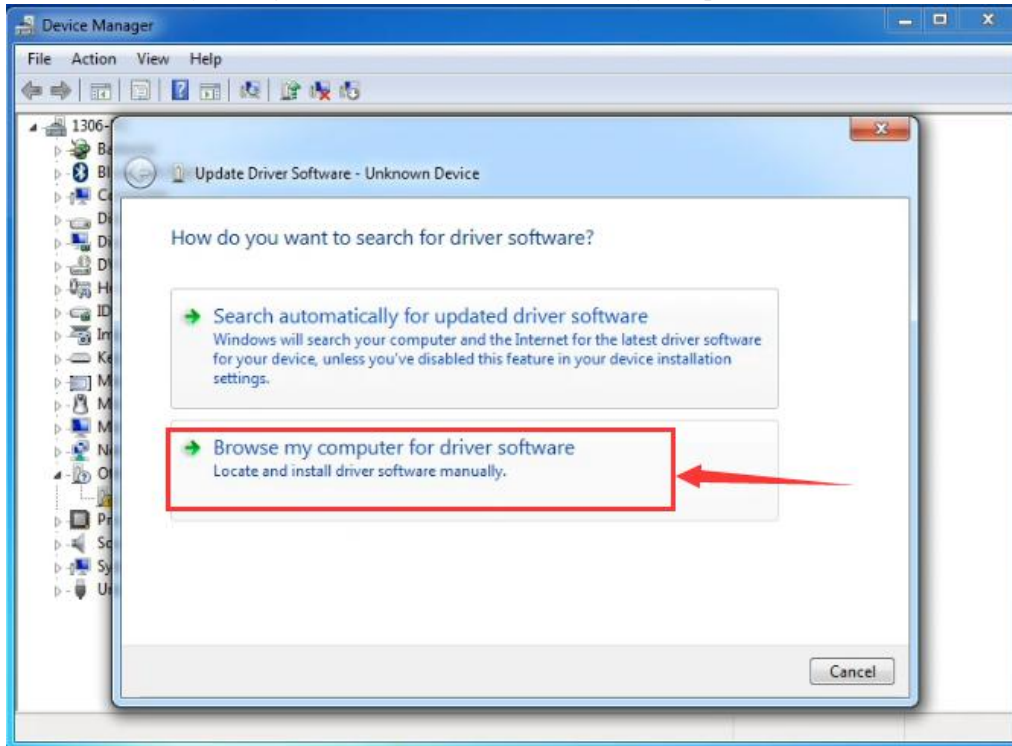 Device Manager
File Action View Help
1306-
Update Driver Software - Unknown Device
How do you want to search for driver software?
Search automatically for updated driver software
Windows will search your computer and the Internet for the latest driver software
for your device, unless you've disabled this feature in your device installation
settings.
Browse my computer for driver software
Locate and install driver software manually.
Cancel